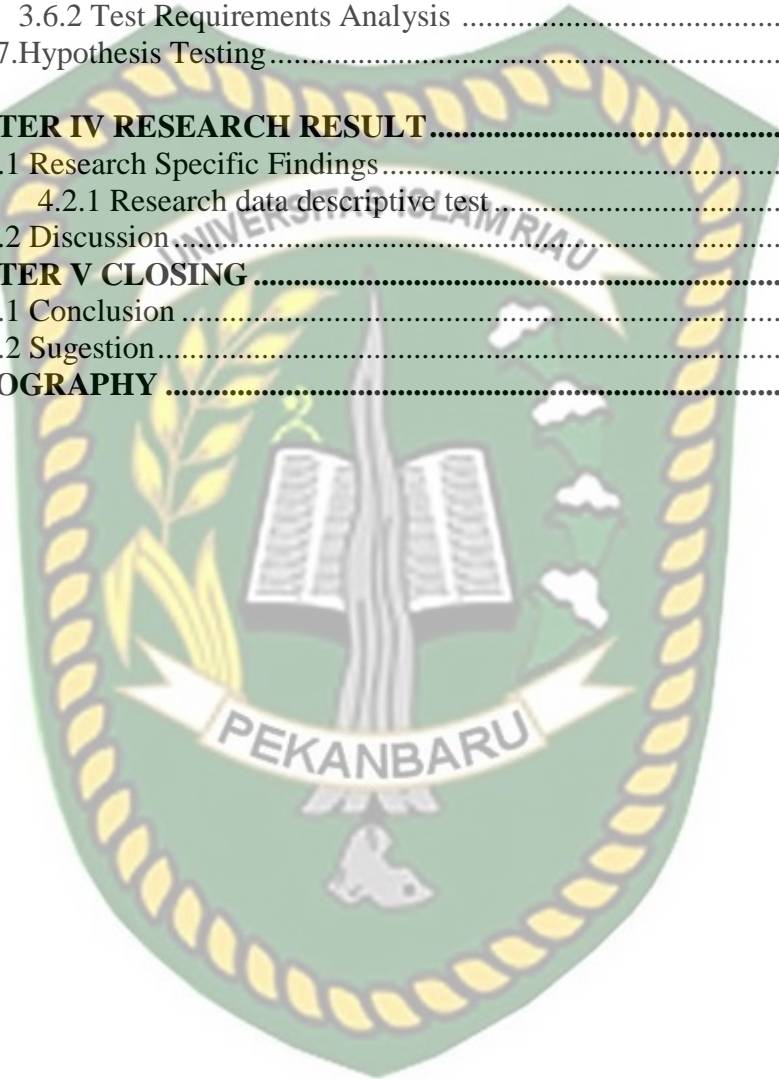 3.6.2 Test Requirements Analysis ........................................
7.Hypothesis Testing................................................................
TER IV RESEARCH RESULT.............................................
.1 Research Specific Findings..................................................
4.2.1 Research data descriptive test ....................................
.2 Discussion...........................................................................
TER V CLOSING ..................................................................
.1 Conclusion ..........................................................................
.2 Sugestion.............................................................................
OGRAPHY ............................................................................
UNIVERSITAS ISLAM RIAU
PEKANBARU